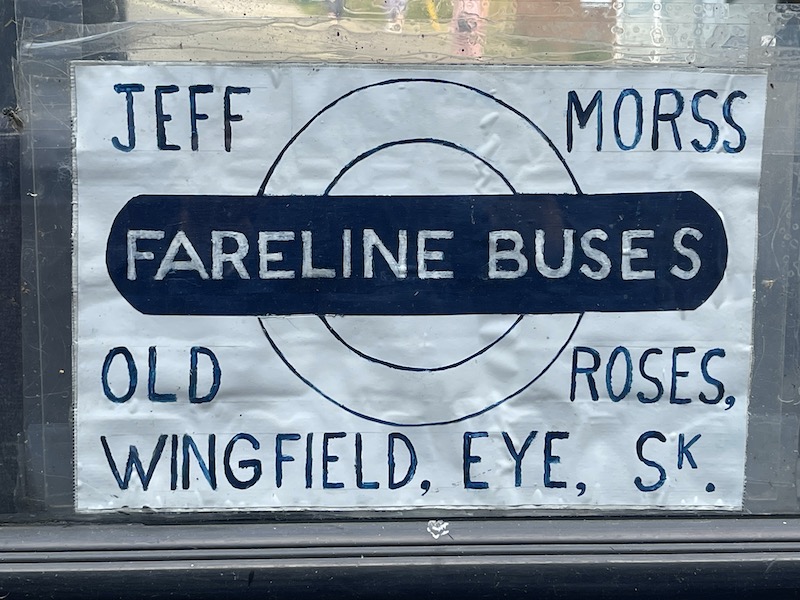 JEFF MORSS
FARELINE BUSES
OLD ROSES,
WINGFIELD, EYE, SK.